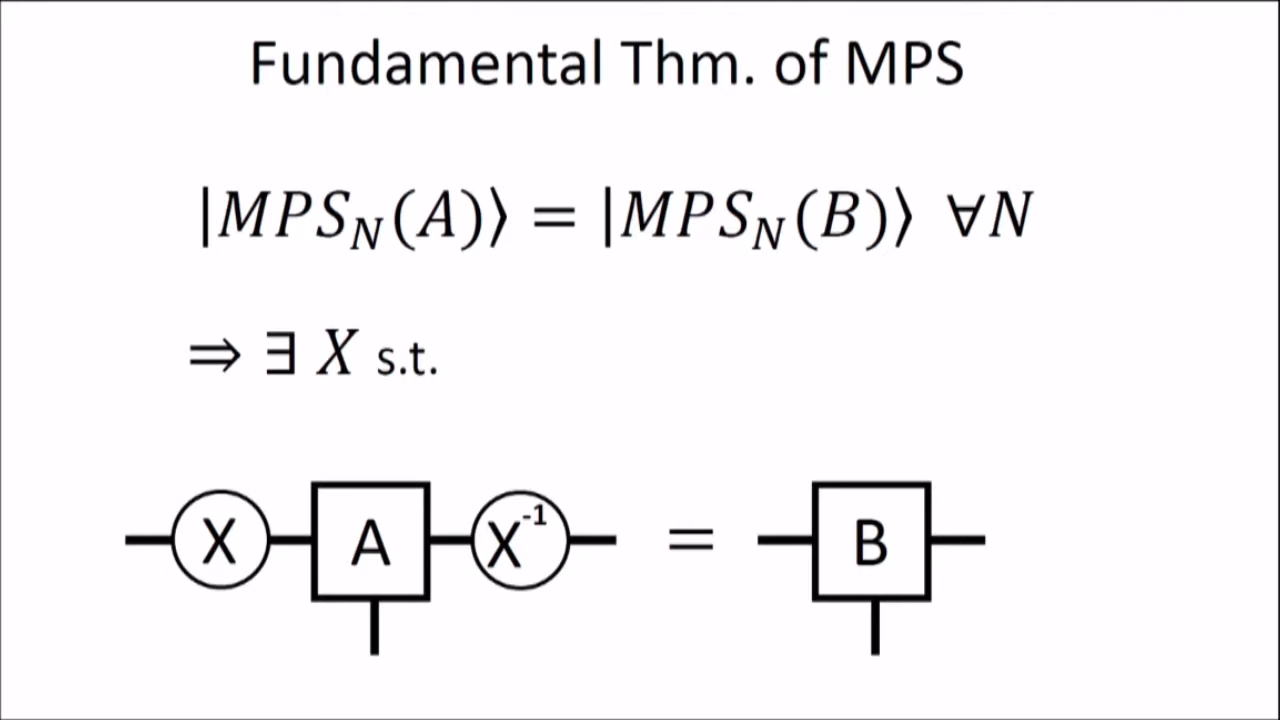 Fundamental Thm. of MPS
|MPS_N(A)⟩ = |MPS_N(B)⟩ ∀N
⇒ ∃ X s.t.
X A X⁻¹ = B